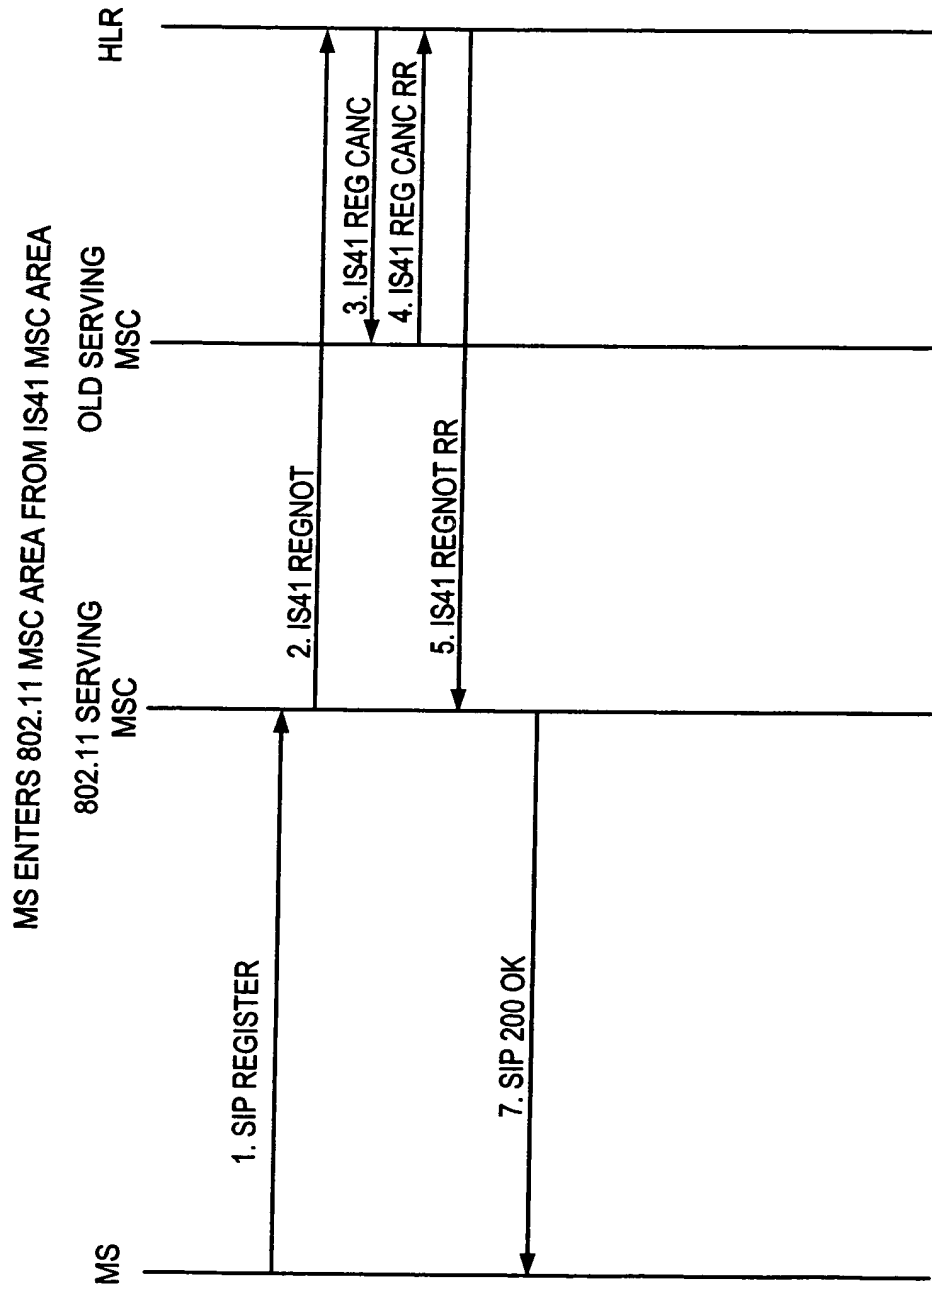 MS ENTERS 802.11 MSC AREA FROM IS41 MSC AREA
MS
802.11 SERVING
MSC
OLD SERVING
MSC
HLR
1. SIP REGISTER
2. IS41 REGNOT
3. IS41 REG CANC
4. IS41 REG CANC RR
5. IS41 REGNOT RR
7. SIP 200 OK